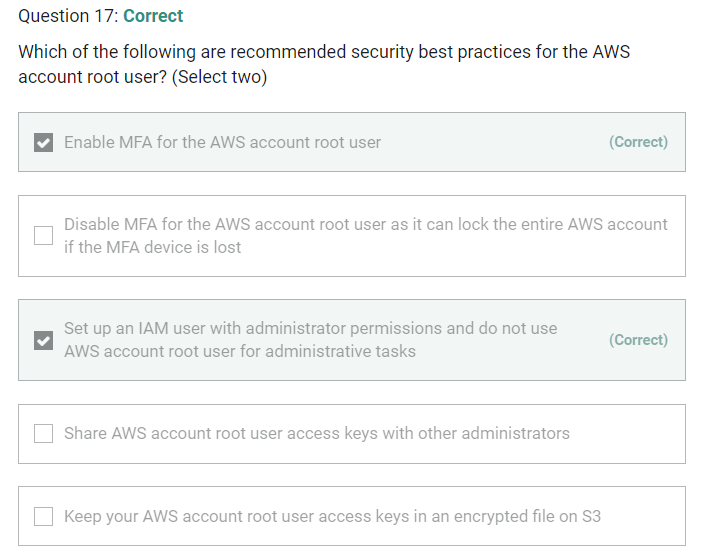 Question 17: Correct
Which of the following are recommended security best practices for the AWS
account root user? (Select two)
Enable MFA for the AWS account root user
(Correct)
Disable MFA for the AWS account root user as it can lock the entire AWS account
if the MFA device is lost
Set up an IAM user with administrator permissions and do not use
AWS account root user for administrative tasks
(Correct)
Share AWS account root user access keys with other administrators
Keep your AWS account root user access keys in an encrypted file on S3